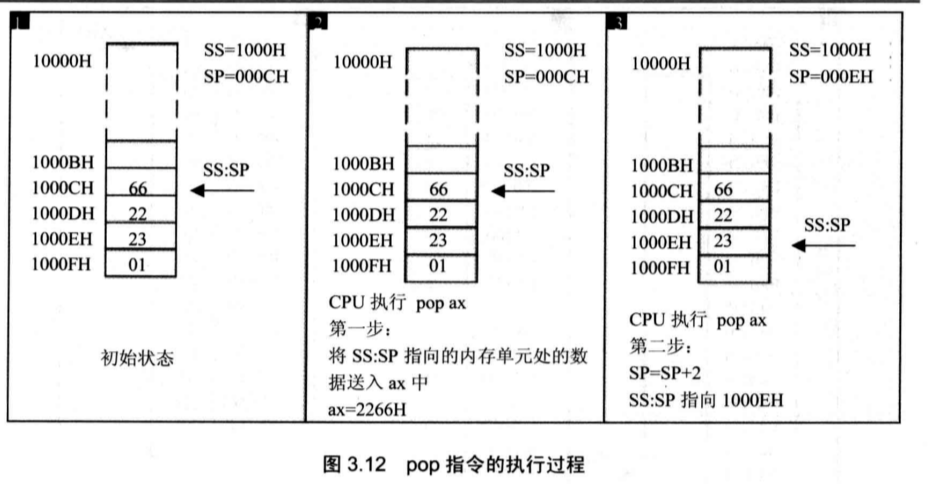 1
10000H
SS=1000H
SP=000CH
1000BH
1000CH 66
SS:SP
1000DH 22
1000EH 23
1000FH 01
初始状态
2
10000H
SS=1000H
SP=000CH
1000BH
1000CH 66
SS:SP
1000DH 22
1000EH 23
1000FH 01
CPU 执行 pop ax
第一步：
将 SS:SP 指向的内存单元处的数
据送入 ax 中
ax=2266H
3
10000H
SS=1000H
SP=000EH
1000BH
1000CH 66
1000DH 22
SS:SP
1000EH 23
1000FH 01
CPU 执行 pop ax
第二步：
SP=SP+2
SS:SP 指向 1000EH
图 3.12 pop 指令的执行过程